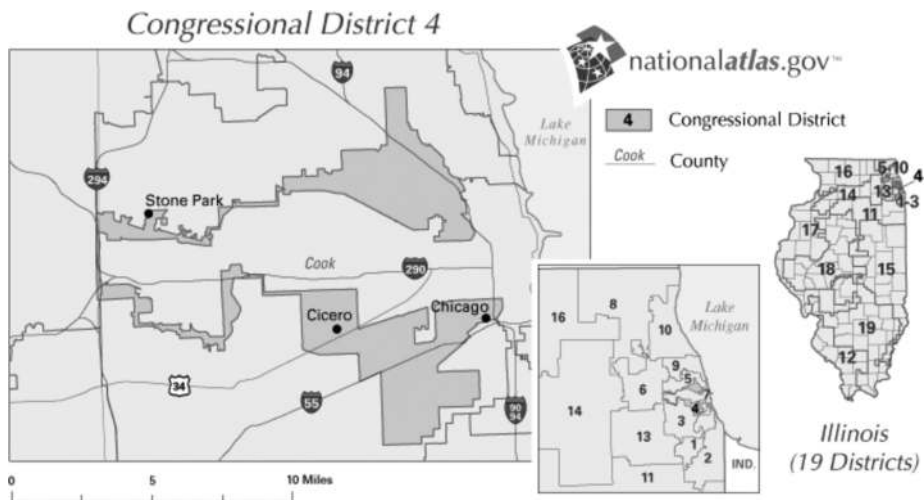 Congressional District 4
nationalatlas.gov™
4 Congressional District
Cook County
94
Lake
Michigan
294
Stone Park
Cook
290
Cicero
Chicago
34
55
90
94
0 5 10 Miles
8
16
10
Lake
Michigan
9
5
7
6
4
14
3
13
1
2
11
IND.
16
5-10
4
14
13
1-3
11
17
18
15
19
12
Illinois
(19 Districts)